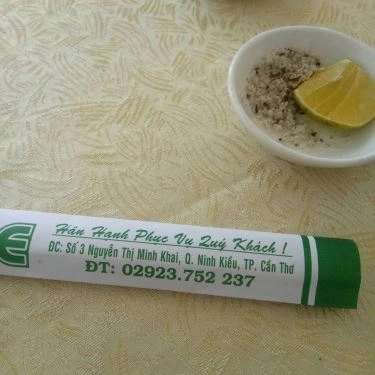 Hân Hạnh Phục Vụ Quý Khách !
ĐC: Số 3 Nguyễn Thị Minh Khai, Q. Ninh Kiều, TP. Cần Thơ
ĐT: 02923.752 237